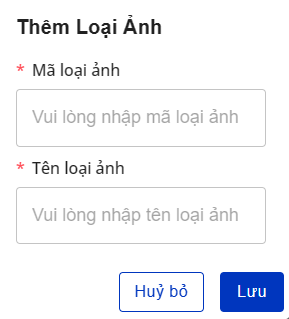 Thêm Loại Ảnh
* Mã loại ảnh
Vui lòng nhập mã loại ảnh
* Tên loại ảnh
Vui lòng nhập tên loại ảnh
Huỷ bỏ Lưu